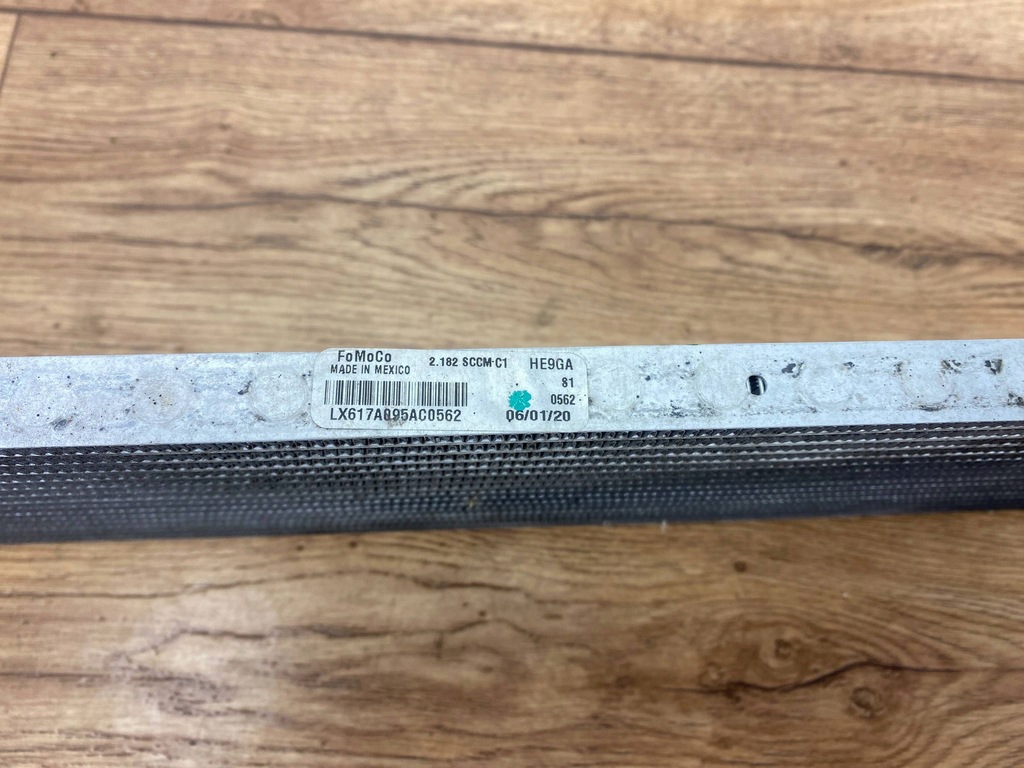 FoMoCo 2.182 SCCM-C1 HE9GA
MADE IN MEXICO 81
0562
LX617A095AC0562 06/01/20